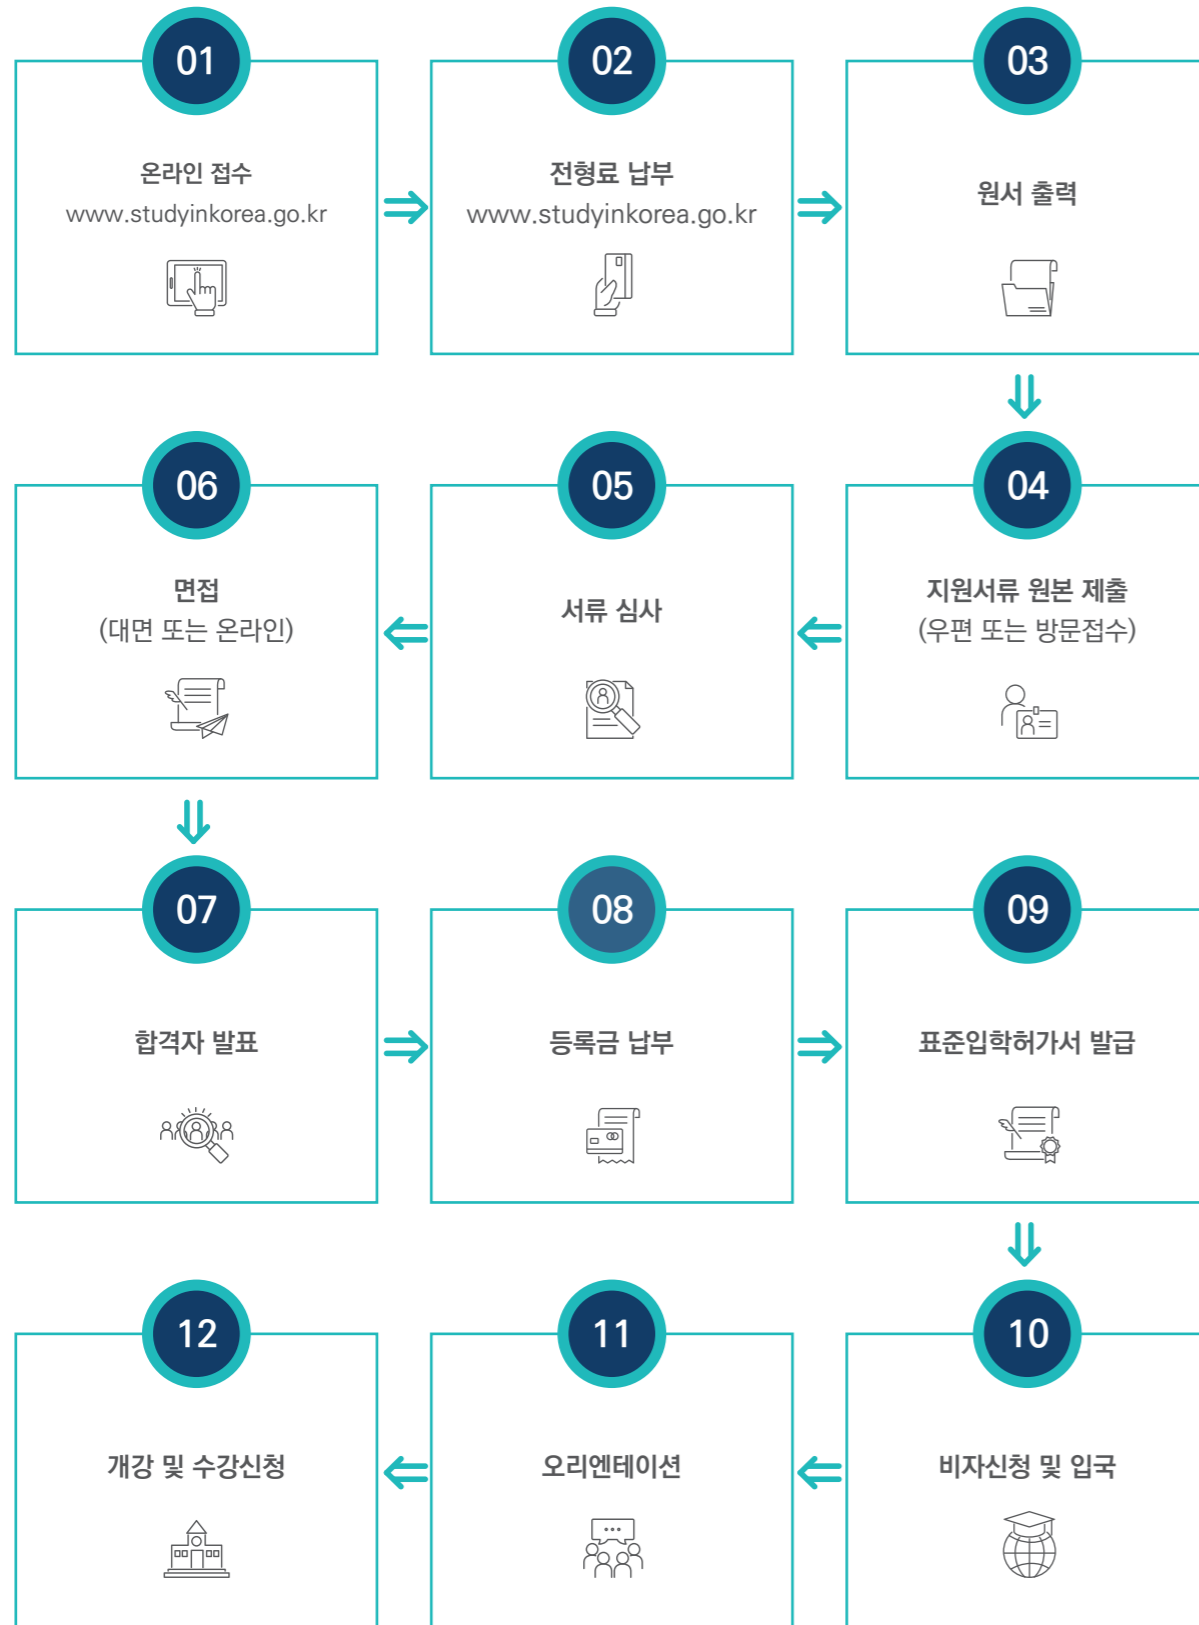 01
온라인 접수
www.studyinkorea.go.kr
02
전형료 납부
www.studyinkorea.go.kr
03
원서 출력
04
지원서류 원본 제출
(우편 또는 방문접수)
05
서류 심사
06
면접
(대면 또는 온라인)
07
합격자 발표
08
등록금 납부
09
표준입학허가서 발급
10
비자신청 및 입국
11
오리엔테이션
12
개강 및 수강신청